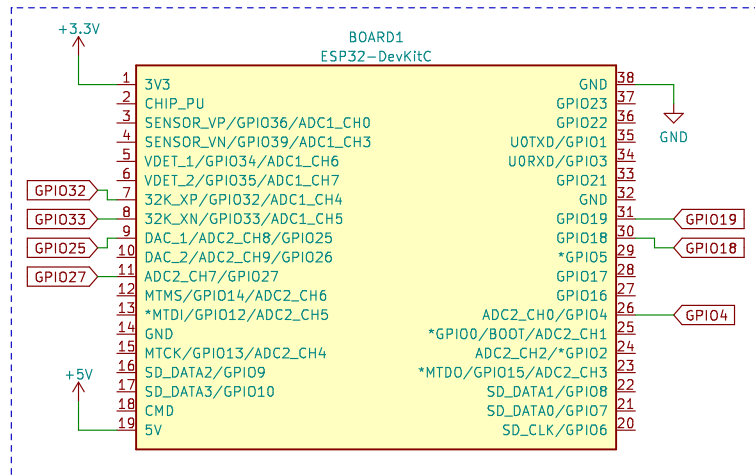 +3.3V
BOARD1
ESP32-DevKitC
1 3V3 GND 38
2 CHIP_PU GPIO23 37
3 SENSOR_VP/GPIO36/ADC1_CH0 GPIO22 36
4 SENSOR_VN/GPIO39/ADC1_CH3 U0TXD/GPIO1 35
GND
5 VDET_1/GPIO34/ADC1_CH6 U0RXD/GPIO3 34
6 VDET_2/GPIO35/ADC1_CH7 GPIO21 33
GPIO32 7 32K_XP/GPIO32/ADC1_CH4 GND 32
GPIO33 8 32K_XN/GPIO33/ADC1_CH5 GPIO19 31 GPIO19
GPIO25 9 DAC_1/ADC2_CH8/GPIO25 GPIO18 30 GPIO18
10 DAC_2/ADC2_CH9/GPIO26 *GPIO5 29
GPIO27 11 ADC2_CH7/GPIO27 GPIO17 28
12 MTMS/GPIO14/ADC2_CH6 GPIO16 27
13 *MTDI/GPIO12/ADC2_CH5 ADC2_CH0/GPIO4 26 GPIO4
14 GND *GPIO0/BOOT/ADC2_CH1 25
15 MTCK/GPIO13/ADC2_CH4 ADC2_CH2/*GPIO2 24
16 SD_DATA2/GPIO9 *MTDO/GPIO15/ADC2_CH3 23
+5V
17 SD_DATA3/GPIO10 SD_DATA1/GPIO8 22
18 CMD SD_DATA0/GPIO7 21
19 5V SD_CLK/GPIO6 20